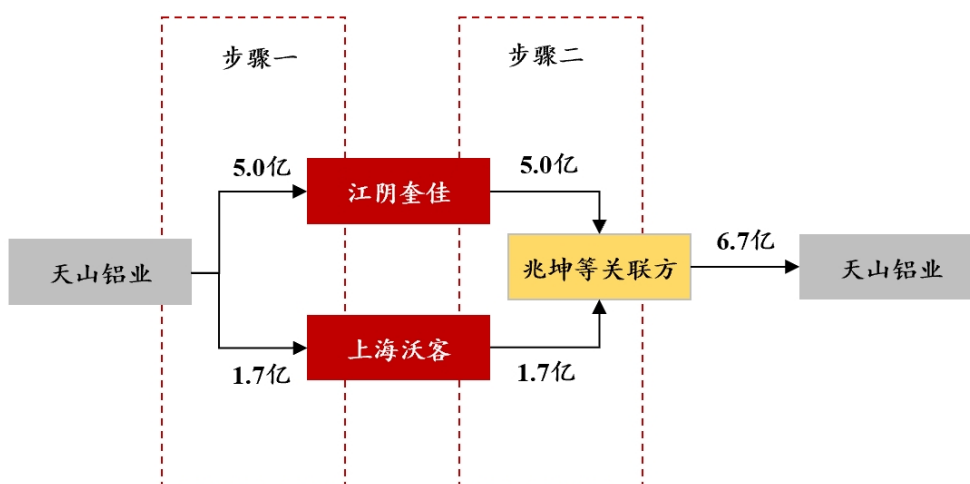 步骤一
步骤二
5.0亿
5.0亿
江阴奎佳
天山铝业
兆坤等关联方
6.7亿
天山铝业
上海沃客
1.7亿
1.7亿